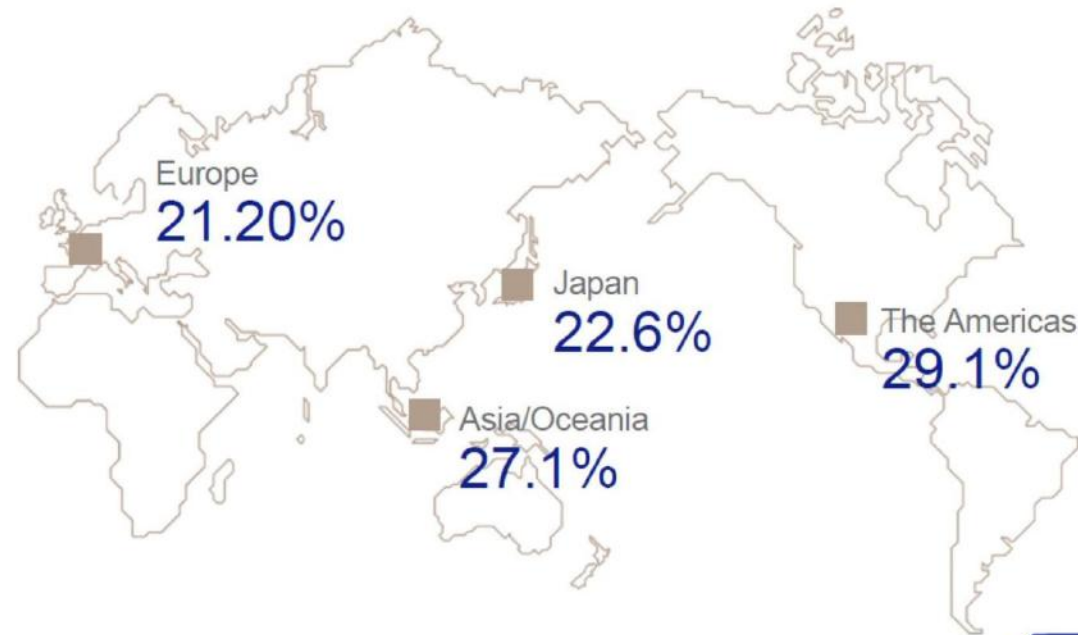 Europe
21.20%
Japan
22.6%
The Americas
29.1%
Asia/Oceania
27.1%